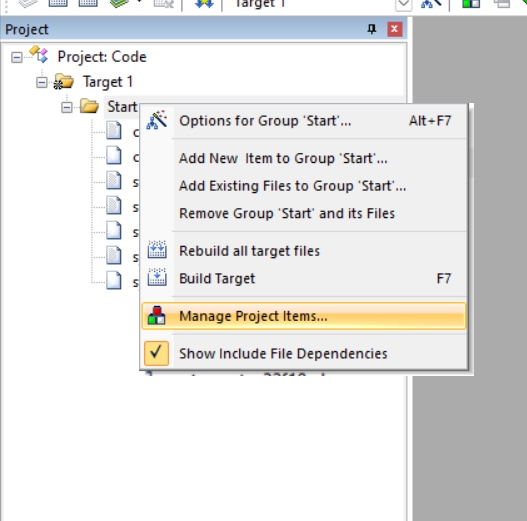 Target 1
Project
Project: Code
Target 1
Start
Options for Group 'Start'... Alt+F7
c
Add New Item to Group 'Start'...
c
Add Existing Files to Group 'Start'...
s
Remove Group 'Start' and its Files
s
s
Rebuild all target files
s
Build Target F7
s
Manage Project Items...
Show Include File Dependencies